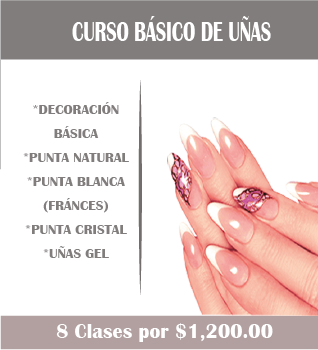 CURSO BÁSICO DE UÑAS
*DECORACIÓN
BÁSICA
*PUNTA NATURAL
*PUNTA BLANCA
(FRÁNCES)
*PUNTA CRISTAL
*UÑAS GEL
8 Clases por $1,200.00